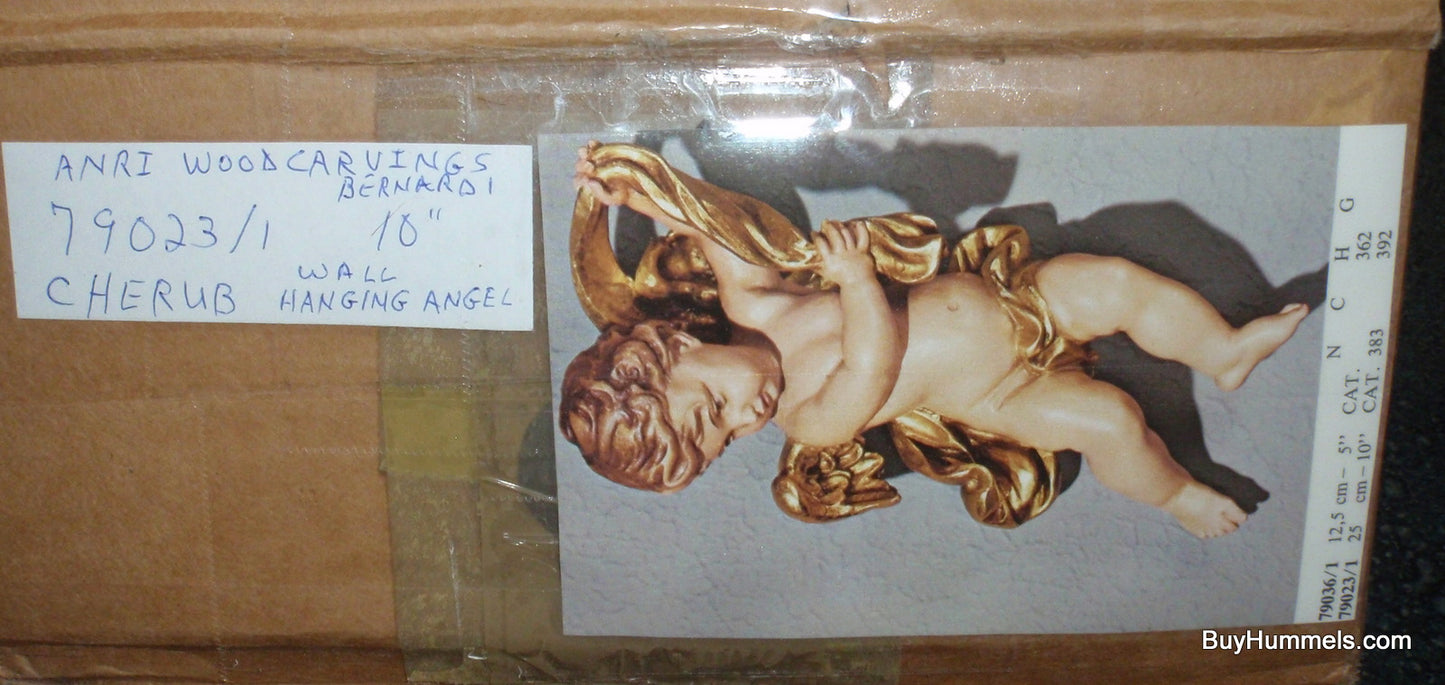 ANRI WOODCARVINGS
BERNARDI
79023/1 10"
CHERUB WALL
HANGING ANGEL
N C H G
79036/1 12,5 cm – 5” CAT. 362
79023/1 25 cm – 10” CAT. 383 392
BuyHummels.com